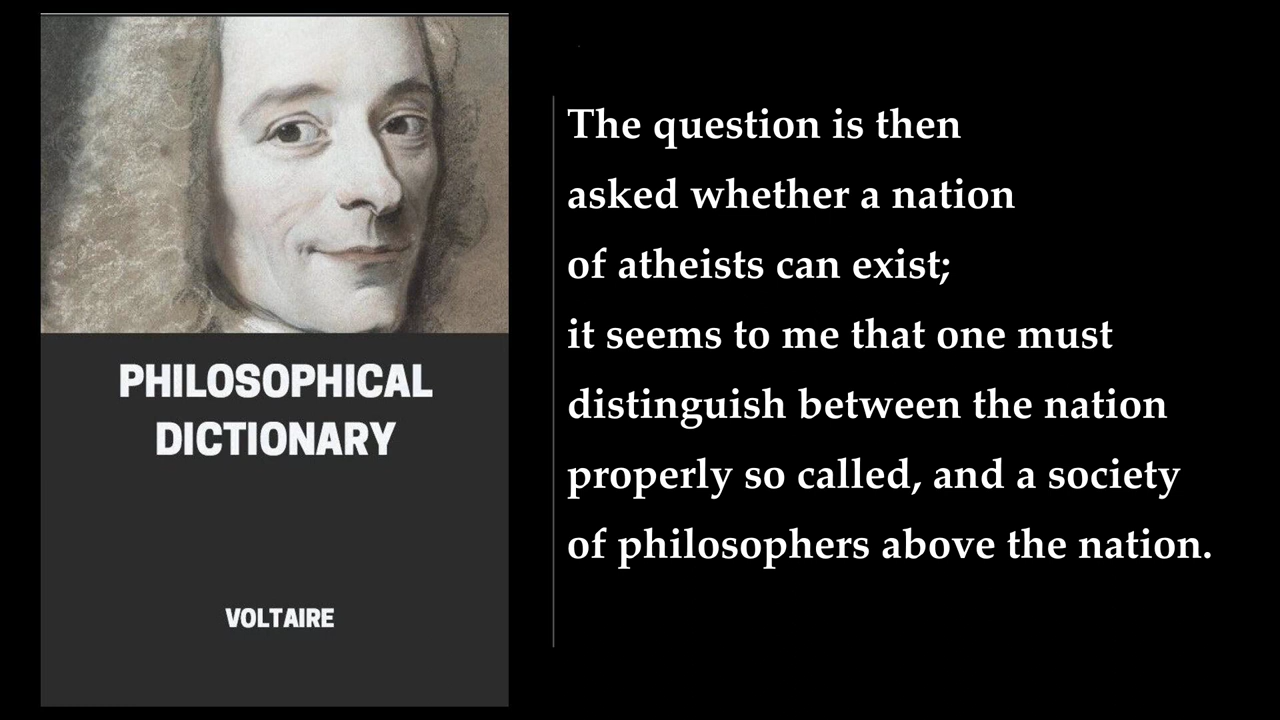 PHILOSOPHICAL
DICTIONARY
VOLTAIRE
The question is then
asked whether a nation
of atheists can exist;
it seems to me that one must
distinguish between the nation
properly so called, and a society
of philosophers above the nation.